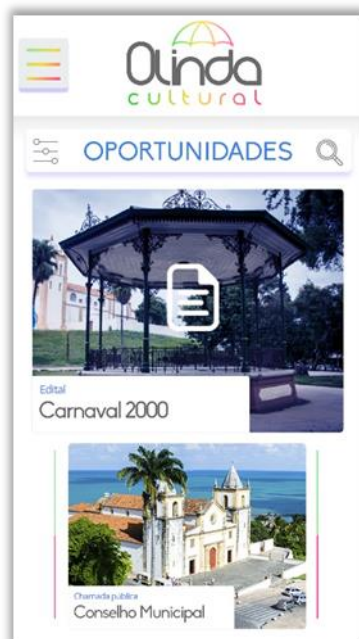 Olinda
cultural
OPORTUNIDADES
Edital
Carnaval 2000
Chamada pública
Conselho Municipal